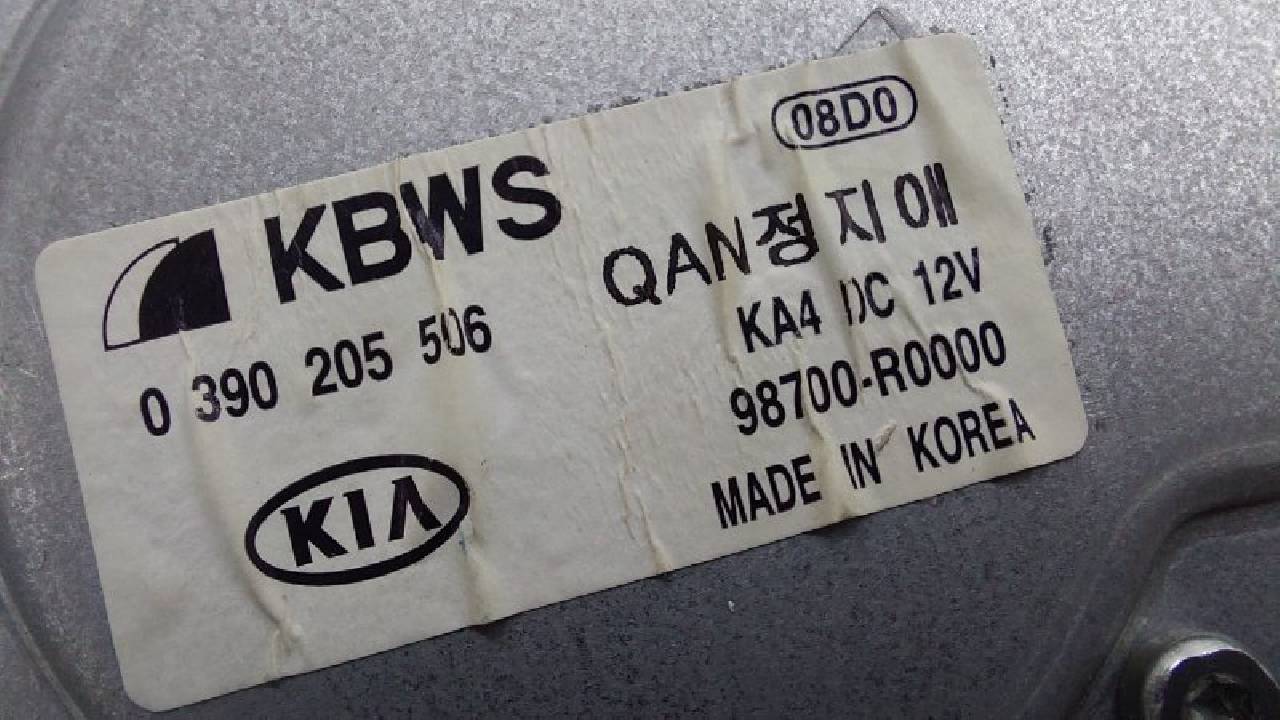 08D0
KBWS
QAN정지애
0 390 205 506
KA4 DC 12V
98700-R0000
KIA
MADE IN KOREA